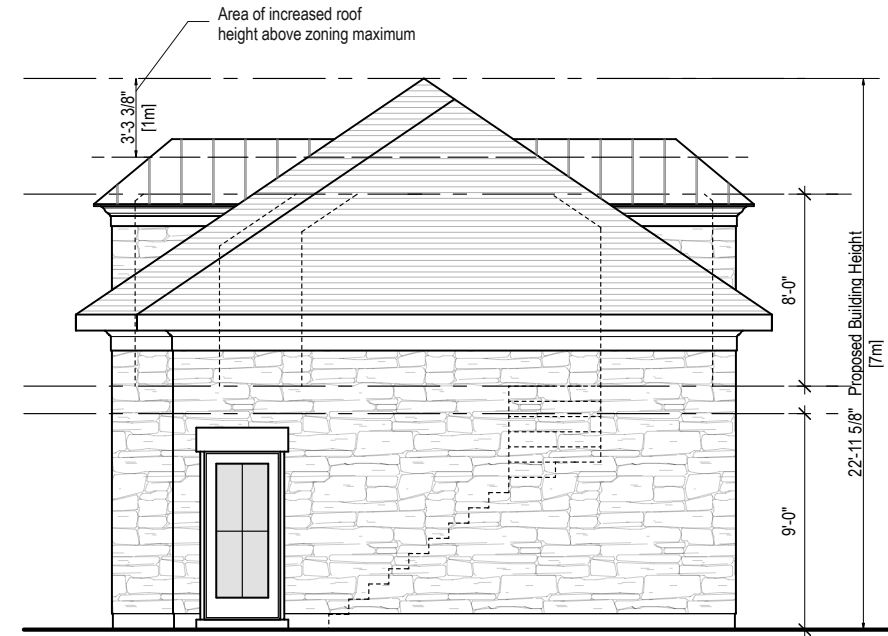 Area of increased roof
height above zoning maximum
3'-3 3/8"
[1m]
8'-0"
22'-11 5/8" Proposed Building Height
[7m]
9'-0"